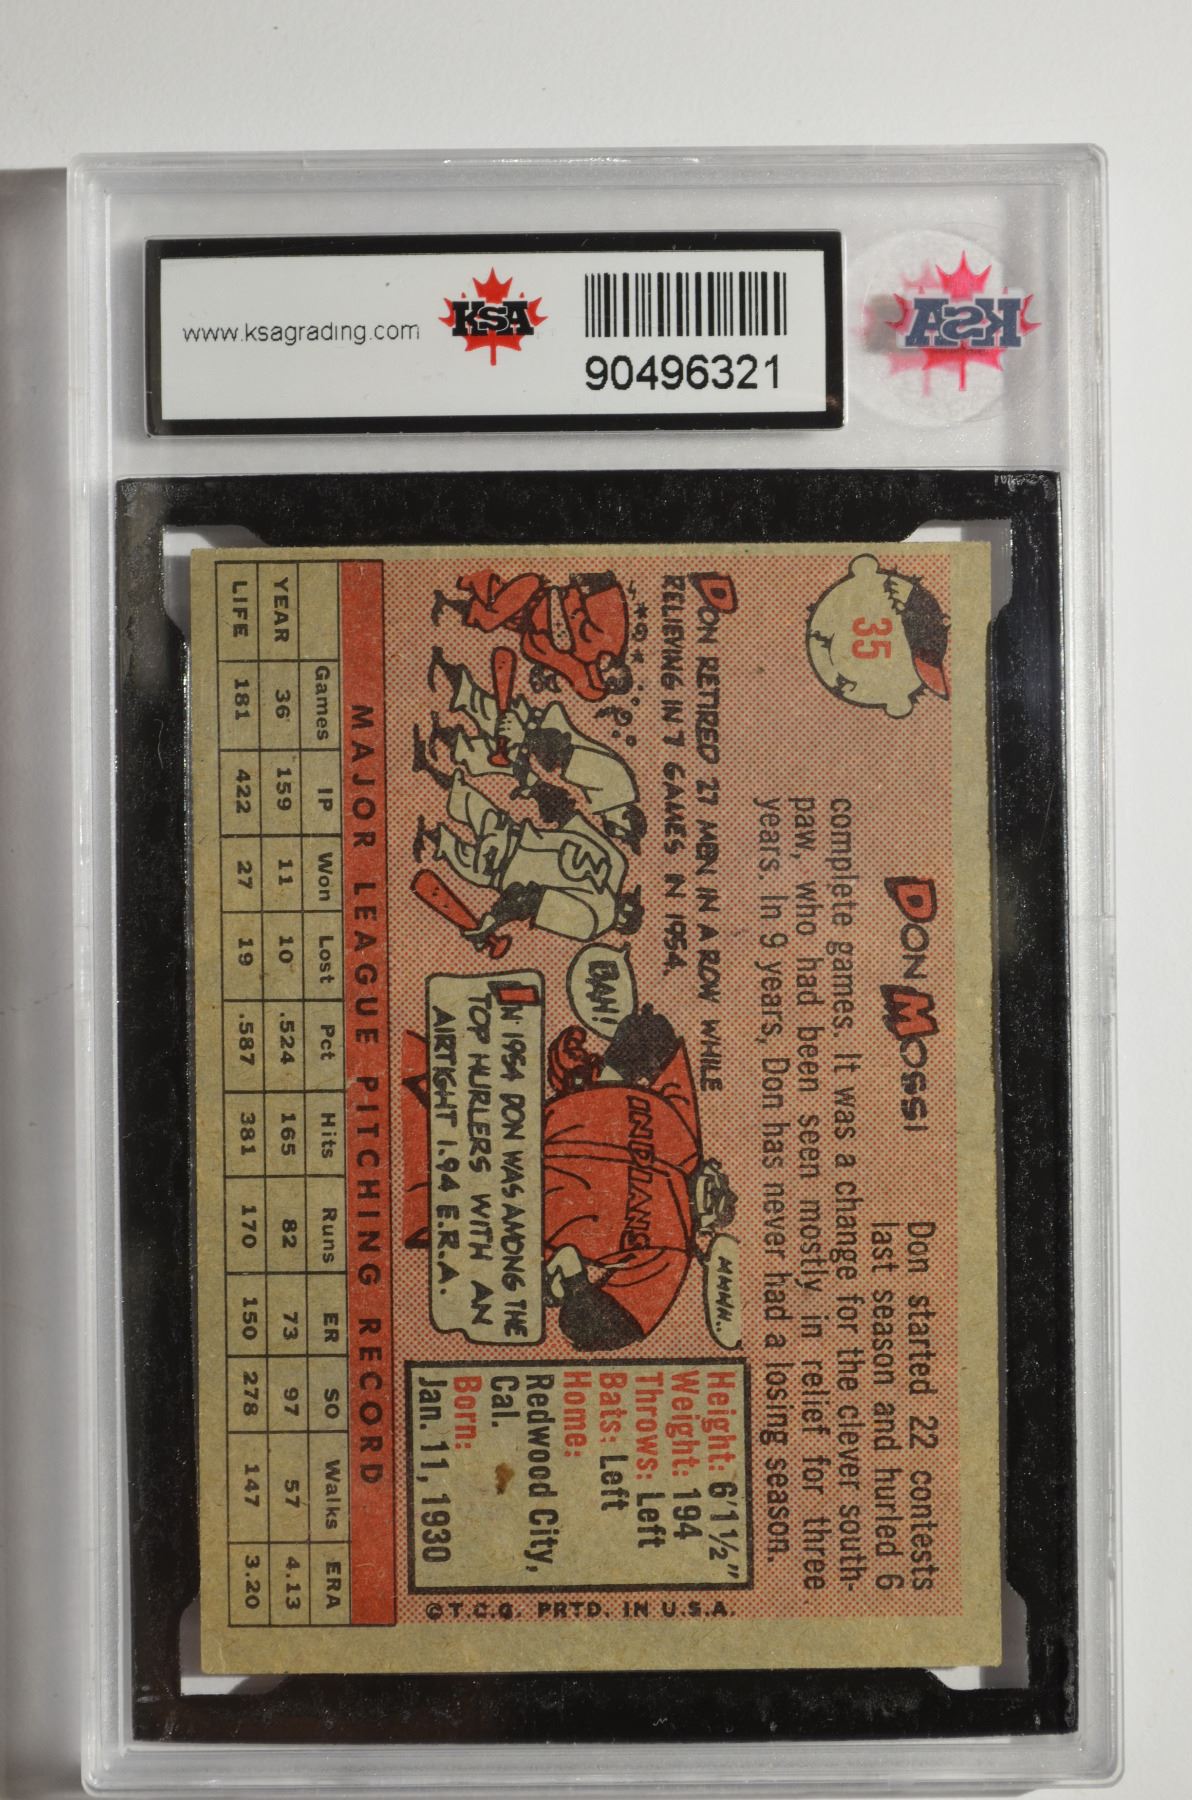 www.ksagrading.com
KSA
90496321
KSA
35
DON MOSSI
Don started 22 contests
last season and hurled 6
complete games. It was a change for the clever south-
paw, who had been seen mostly in relief for three
years. In 9 years, Don has never had a losing season.
DON RETIRED 27 MEN IN A ROW WHILE
RELIEVING IN 7 GAMES IN 1954.
BAH!
MMMM..
INDIANS
3
IN 1954 DON WAS AMONG THE
TOP HURLERS WITH AN
AIRTIGHT 1.94 E.R.A.
Height: 6'1½"
Weight: 194
Throws: Left
Bats: Left
Home:
Redwood City,
Cal.
Born:
Jan. 11, 1930
MAJOR LEAGUE PITCHING RECORD
Games IP Won Lost Pct Hits Runs ER SO Walks ERA
YEAR 36 159 11 10 .524 165 82 73 97 57 4.13
LIFE 181 422 27 19 .587 381 170 150 278 147 3.20
© T.C.G. PRTD. IN U.S.A.